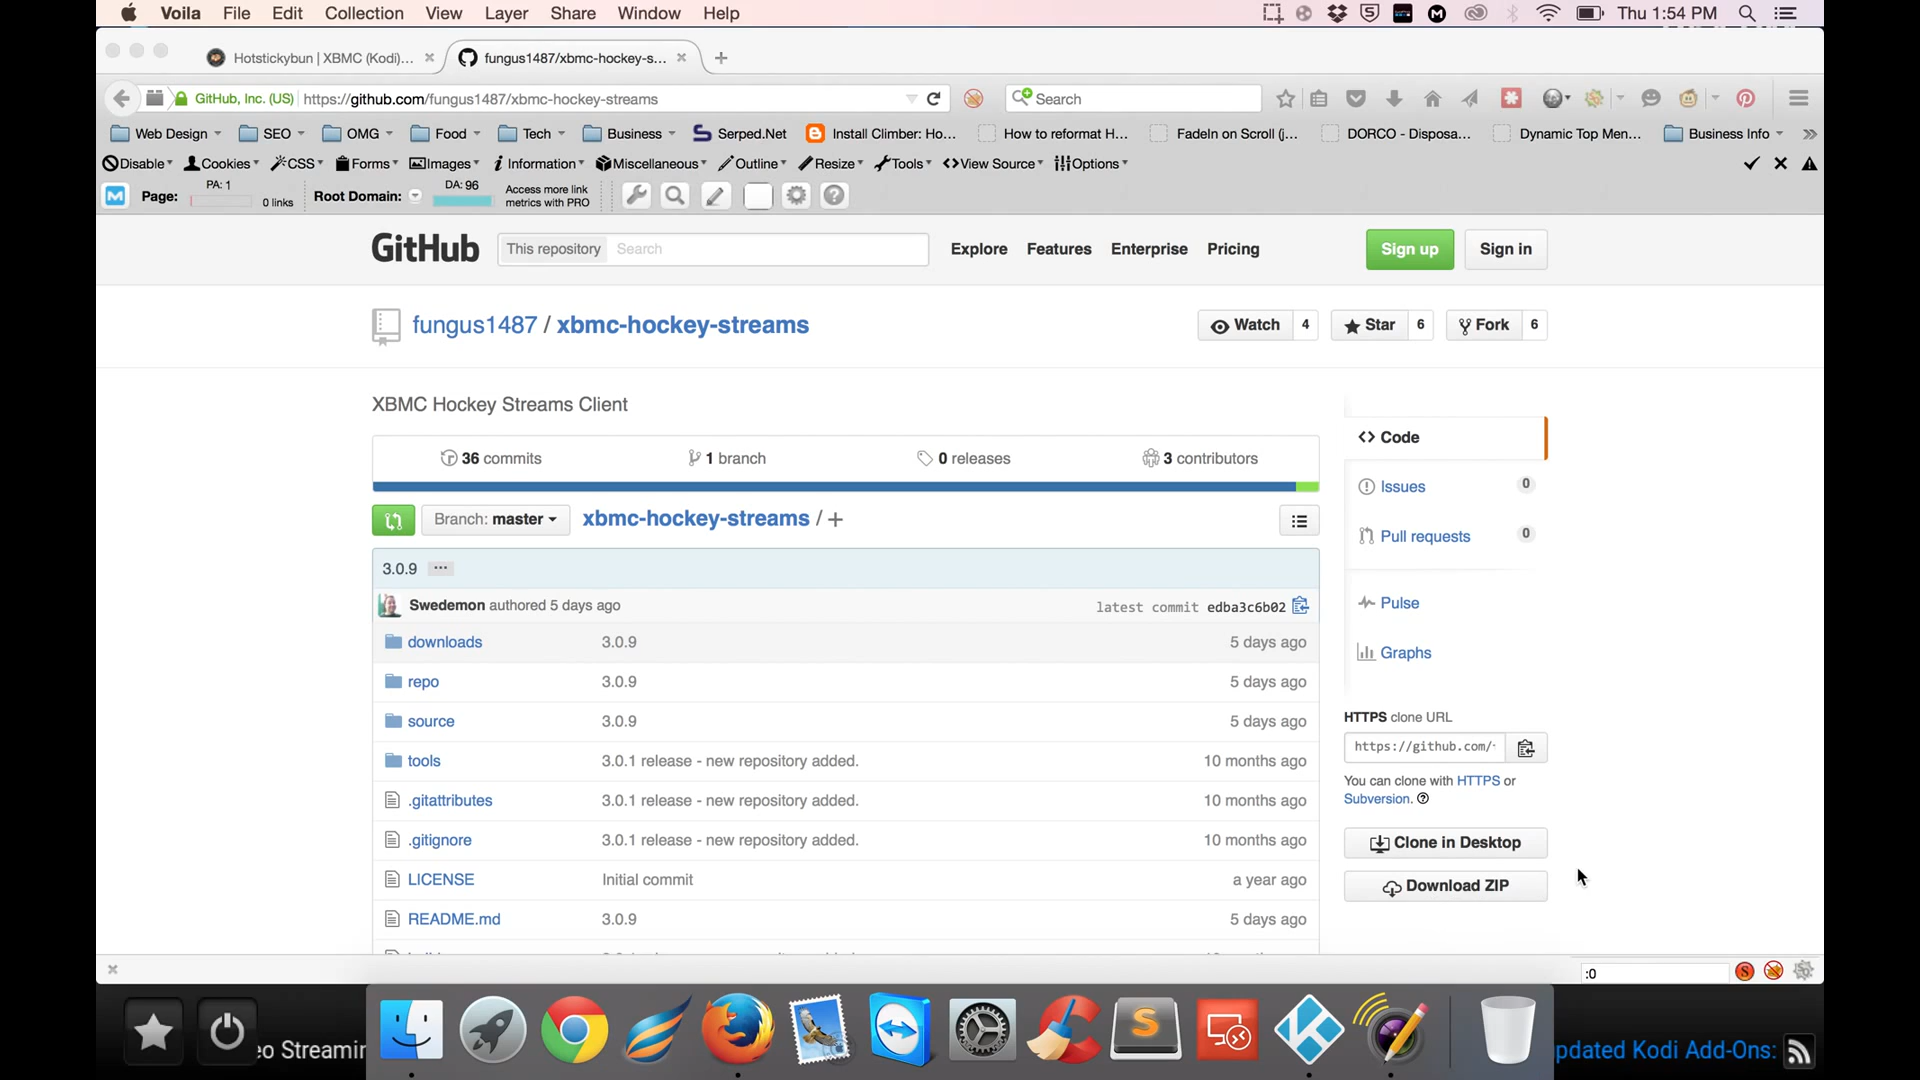 Voila File Edit Collection View Layer Share Window Help Thu 1:54 PM
Hotstickybun | XBMC (Kodi)... fungus1487/xbmc-hockey-s...
GitHub, Inc. (US) https://github.com/fungus1487/xbmc-hockey-streams Search
Web Design SEO OMG Food Tech Business Serped.Net Install Climber: Ho... How to reformat H... FadeIn on Scroll (j... DORCO - Disposa... Dynamic Top Men... Business Info
Disable Cookies CSS Forms Images Information Miscellaneous Outline Resize Tools View Source Options
Page: PA: 1 0 links Root Domain: DA: 96 Access more link
metrics with PRO
GitHub This repository Search Explore Features Enterprise Pricing Sign up Sign in
fungus1487 / xbmc-hockey-streams Watch 4 Star 6 Fork 6
XBMC Hockey Streams Client
36 commits 1 branch 0 releases 3 contributors
Branch: master xbmc-hockey-streams / +
3.0.9 ...
Swedemon authored 5 days ago latest commit edba3c6b02
downloads 3.0.9 5 days ago
repo 3.0.9 5 days ago
source 3.0.9 5 days ago
tools 3.0.1 release - new repository added. 10 months ago
.gitattributes 3.0.1 release - new repository added. 10 months ago
.gitignore 3.0.1 release - new repository added. 10 months ago
LICENSE Initial commit a year ago
README.md 3.0.9 5 days ago
Code
Issues 0
Pull requests 0
Pulse
Graphs
HTTPS clone URL
https://github.com/
You can clone with HTTPS or
Subversion.
Clone in Desktop
Download ZIP
:0
eo Streamin
pdated Kodi Add-Ons: